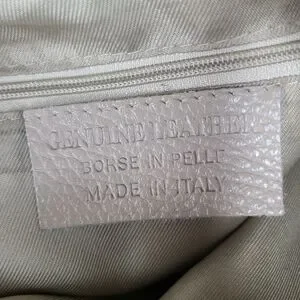 GENUINE LEATHER
BORSE IN PELLE
MADE IN ITALY